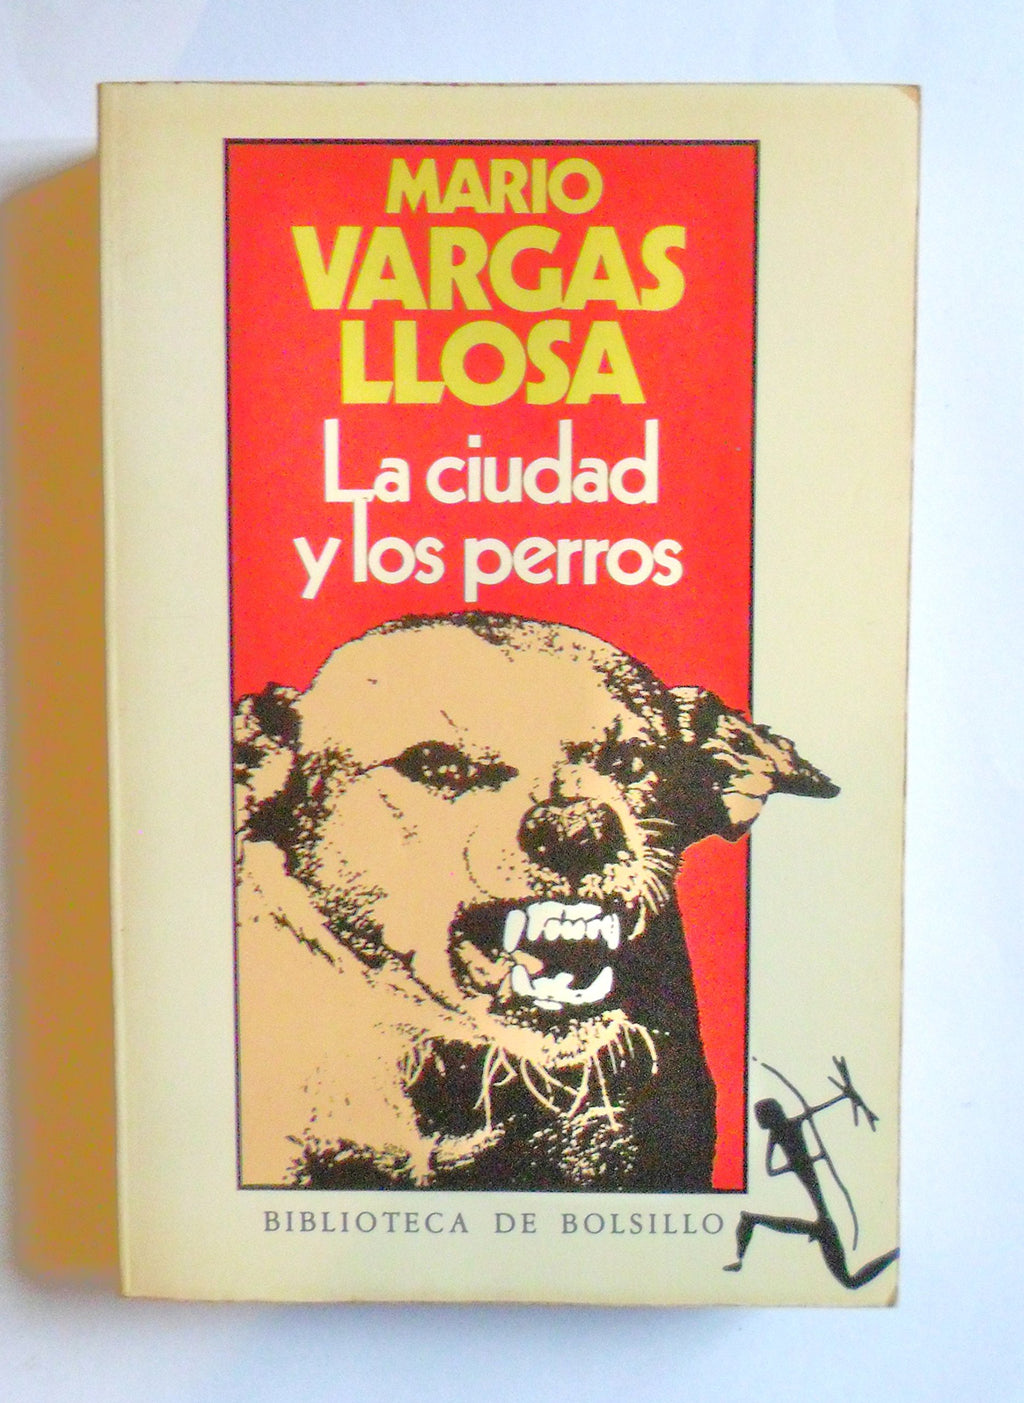 MARIO
VARGAS
LLOSA
La ciudad
y los perros
BIBLIOTECA DE BOLSILLO